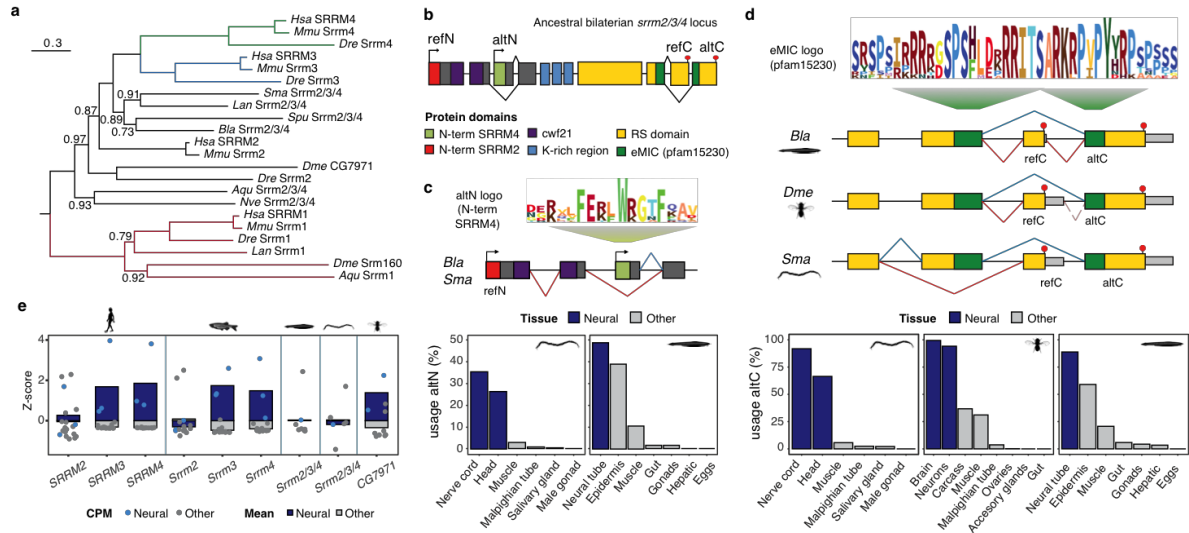 a
0.3
Hsa SRRM4
Mmu Srrm4
Dre Srrm4
Hsa SRRM3
Mmu Srrm3
Dre Srrm3
Sma Srrm2/3/4
Lan Srrm2/3/4
Spu Srrm2/3/4
Bla Srrm2/3/4
Hsa SRRM2
Mmu Srrm2
Dme CG7971
Dre Srrm2
Aqu Srrm2/3/4
Nve Srrm2/3/4
Hsa SRRM1
Mmu Srrm1
Dre Srrm1
Lan Srrm1
Dme Srm160
Aqu Srrm1
0.91
0.87
0.89
0.73
0.97
0.93
0.79
0.92
b
Ancestral bilaterian srrm2/3/4 locus
refN
altN
refC
altC
Protein domains
N-term SRRM4
cwf21
RS domain
N-term SRRM2
K-rich region
eMIC (pfam15230)
c
altN logo
(N-term
SRRM4)
Bla
Sma
refN
Tissue
Neural
Other
usage altN (%)
50
40
30
20
10
0
Nerve cord
Head
Muscle
Malpighian tube
Salivary gland
Male gonad
Neural tube
Epidermis
Muscle
Gut
Gonads
Hepatic
Eggs
d
eMIC logo
(pfam15230)
Bla
refC
altC
Dme
refC
altC
Sma
refC
altC
Tissue
Neural
Other
usage altC (%)
100
75
50
25
0
Nerve cord
Head
Muscle
Malpighian tube
Salivary gland
Male gonad
Brain
Neurons
Carcass
Muscle
Malpighian tube
Ovaries
Accesory glands
Gut
Neural tube
Epidermis
Muscle
Gut
Gonads
Hepatic
Eggs
e
Z-score
4
2
0
SRRM2
SRRM3
SRRM4
Srrm2
Srrm3
Srrm4
Srrm2/3/4
Srrm2/3/4
CG7971
CPM
Neural
Other
Mean
Neural
Other